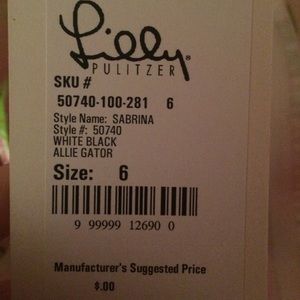 Lilly®
PULITZER
SKU #
50740-100-281 6
Style Name: SABRINA
Style #: 50740
WHITE BLACK
ALLIE GATOR
Size: 6
9 99999 12690 0
Manufacturer's Suggested Price
$.00